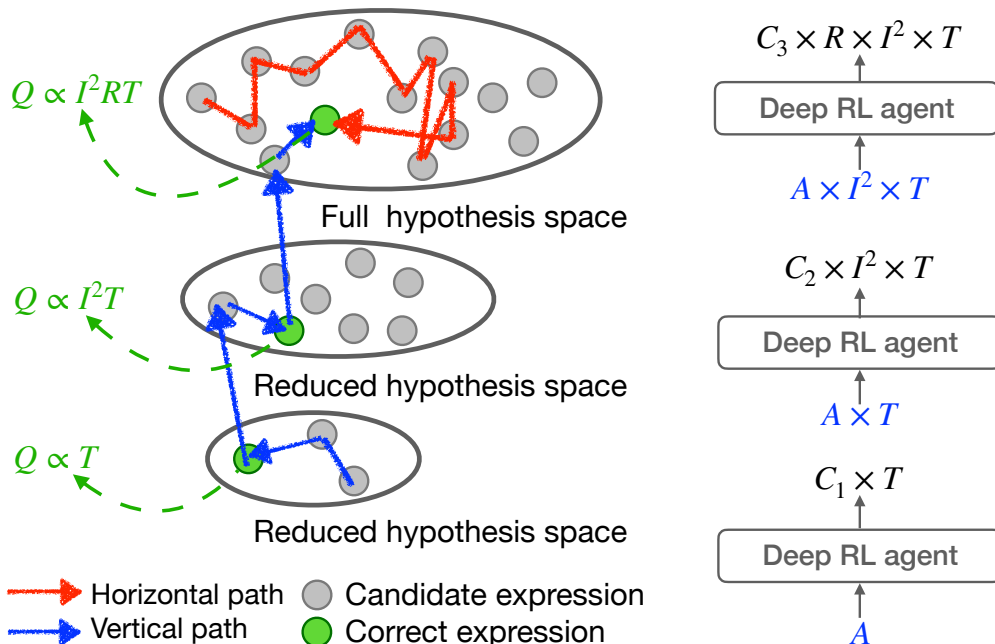 Q ∝ I²RT
Full hypothesis space
Q ∝ I²T
Reduced hypothesis space
Q ∝ T
Reduced hypothesis space
Horizontal path
Candidate expression
Vertical path
Correct expression
C₃ × R × I² × T
Deep RL agent
A × I² × T
C₂ × I² × T
Deep RL agent
A × T
C₁ × T
Deep RL agent
A